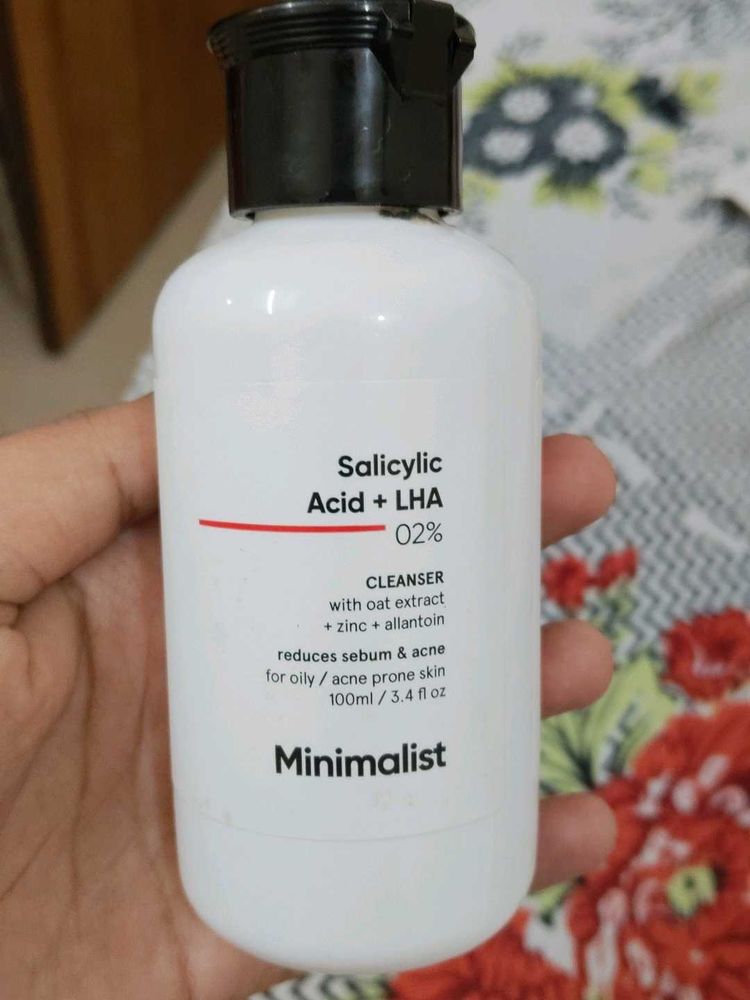 Salicylic
Acid + LHA
02%
CLEANSER
with oat extract
+ zinc + allantoin
reduces sebum & acne
for oily / acne prone skin
100ml / 3.4 fl oz
Minimalist